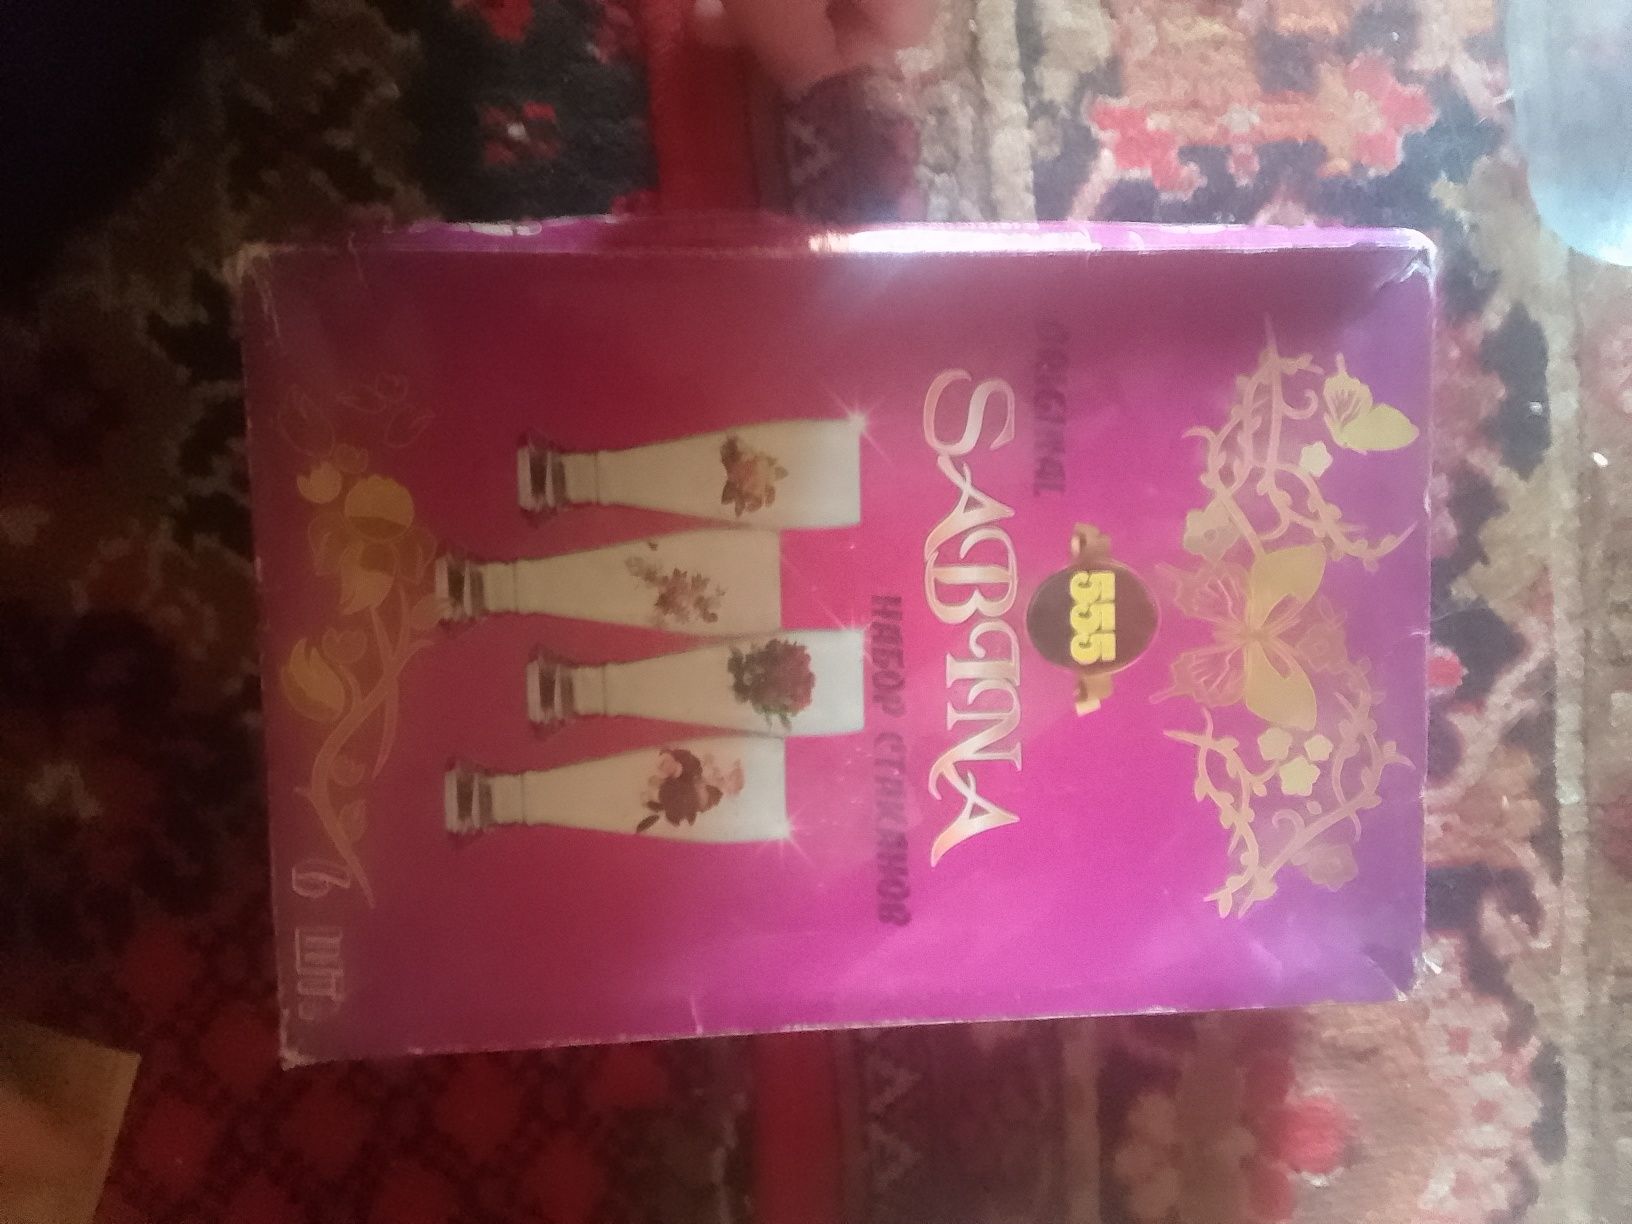 555
ORIGINAL
SABINA
НАБОР СТАКАНОВ
6 шт.